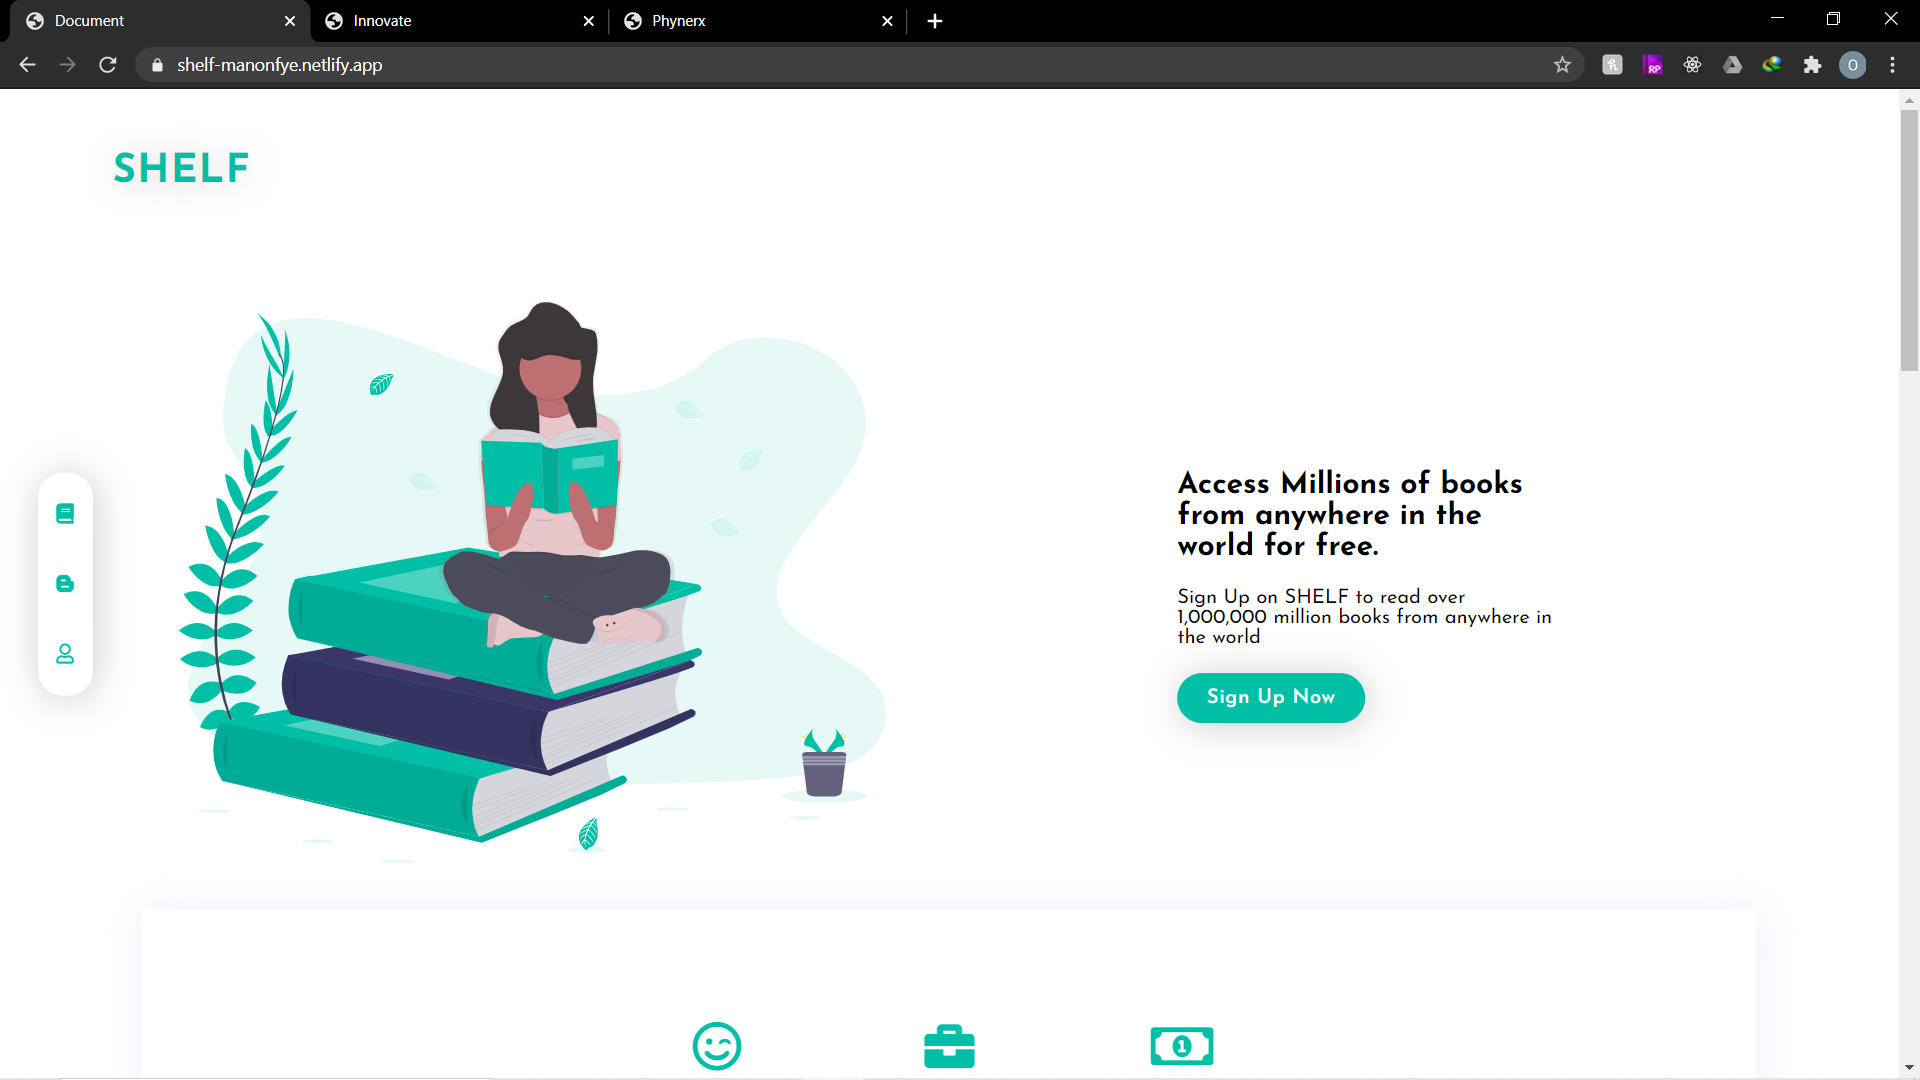 Document
Innovate
Phynerx
shelf-manonfye.netlify.app
RP
O
SHELF
Access Millions of books
from anywhere in the
world for free.
Sign Up on SHELF to read over
1,000,000 million books from anywhere in
the world
Sign Up Now
1